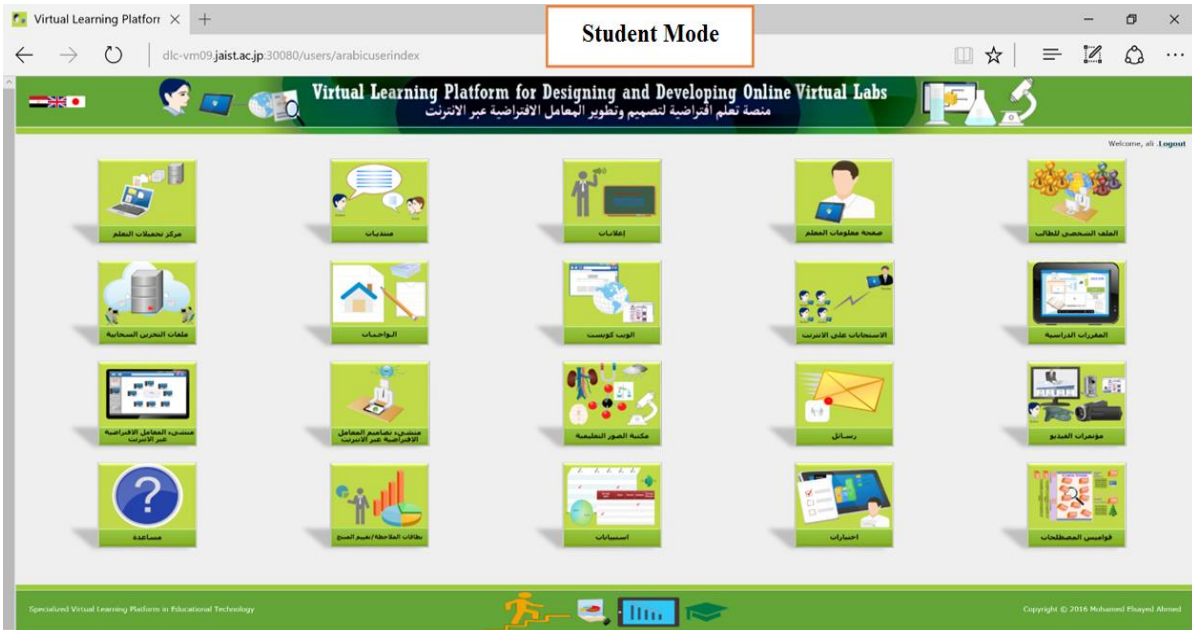 Virtual Learning Platforr
Student Mode
dlc-vm09.jaist.ac.jp:30080/users/arabicuserindex
Virtual Learning Platform for Designing and Developing Online Virtual Labs
منصة تعلم أفتراضية لتصميم وتطوير المعامل الافتراضية عبر الانترنت
Welcome, ali .Logout
الملف الشخصي للطالب
صفحة معلومات المعلم
إعلانات
منتديات
مركز تحميلات التعلم
المقررات الدراسية
الاستجابات على الانترنت
الويب كويست
الواجبات
ملفات التخزين السحابية
مؤتمرات الفيديو
رسائل
مكتبة الصور التعليمية
منشىء تصاميم المعامل
الافتراضية عبر الانترنت
منشىء المعامل الافتراضية
عبر الانترنت
قواميس المصطلحات
اختبارات
استبيانات
بطاقات الملاحظة/تقييم المنتج
مساعدة
Specialized Virtual Learning Platform in Educational Technology
Copyright © 2016 Mohamed Elsayed Ahmed